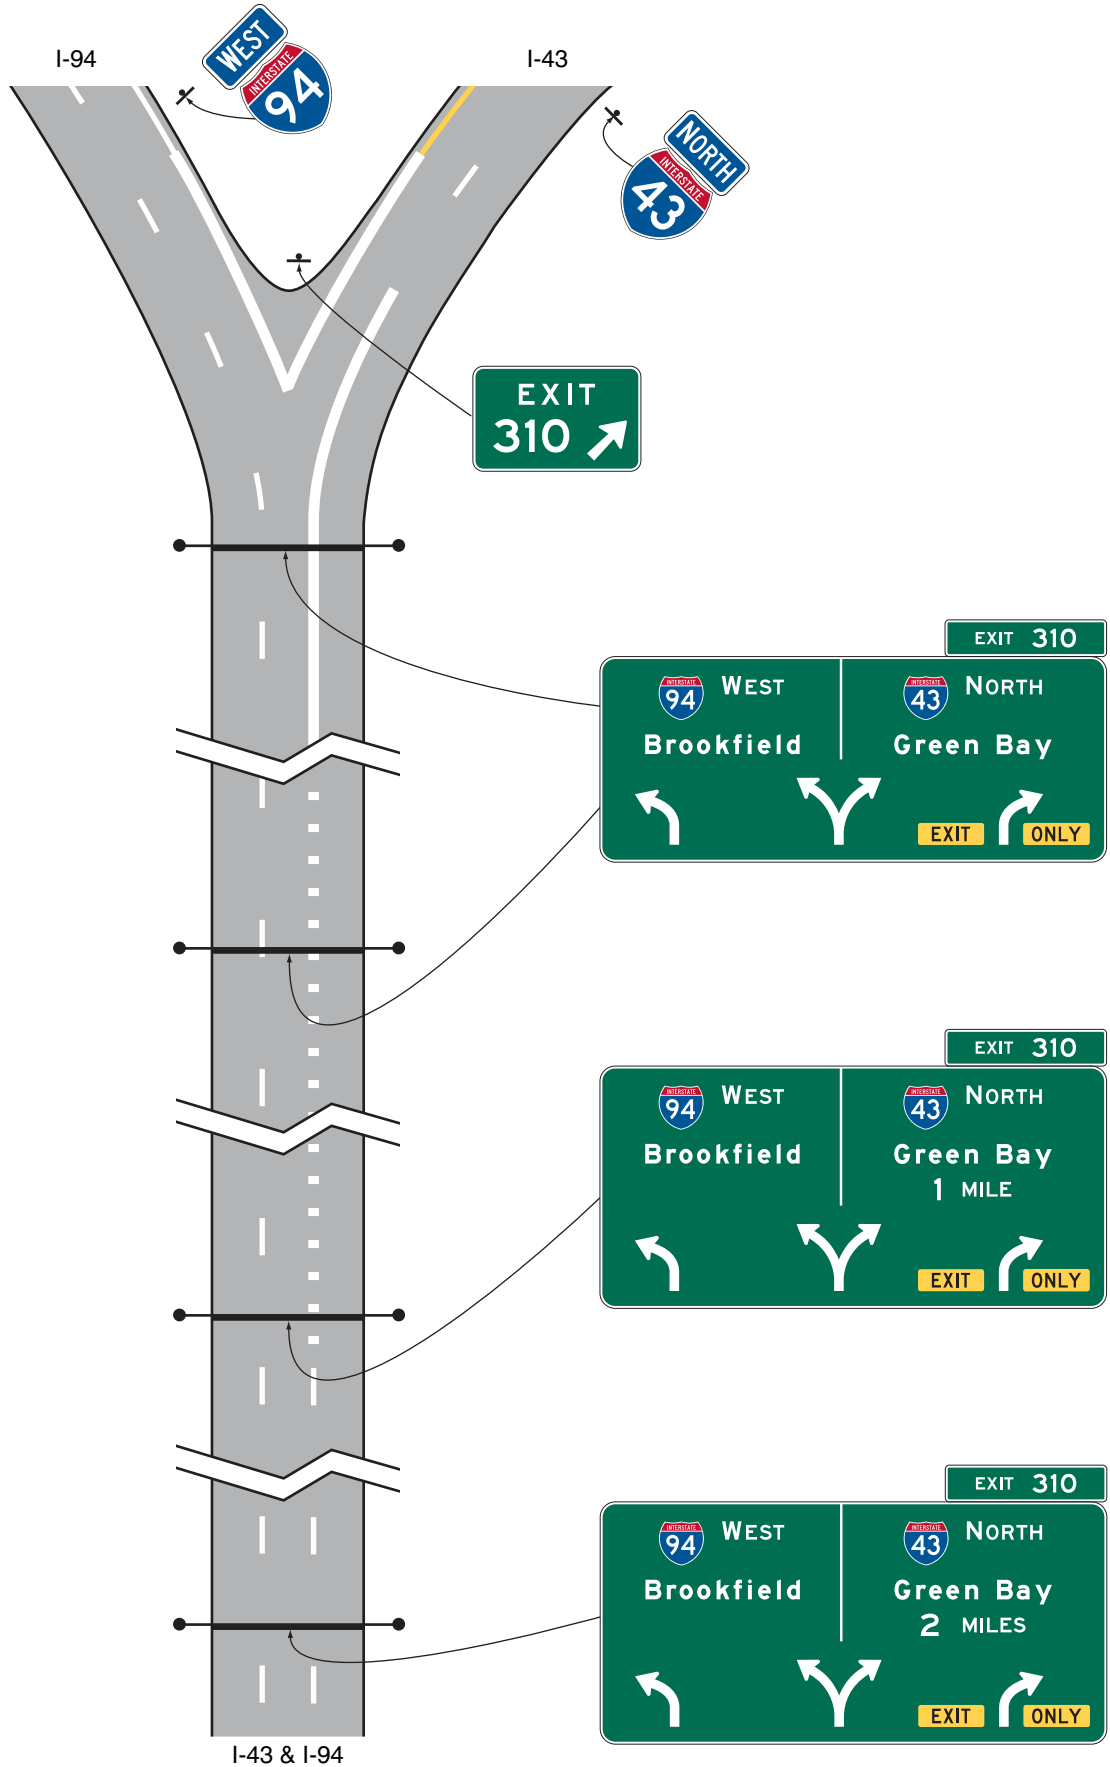 I-94
WEST
INTERSTATE
94
I-43
NORTH
INTERSTATE
43
EXIT
310
EXIT 310
INTERSTATE
94
WEST
Brookfield
INTERSTATE
43
NORTH
Green Bay
EXIT ONLY
EXIT 310
INTERSTATE
94
WEST
Brookfield
INTERSTATE
43
NORTH
Green Bay
1 MILE
EXIT ONLY
EXIT 310
INTERSTATE
94
WEST
Brookfield
INTERSTATE
43
NORTH
Green Bay
2 MILES
EXIT ONLY
I-43 & I-94